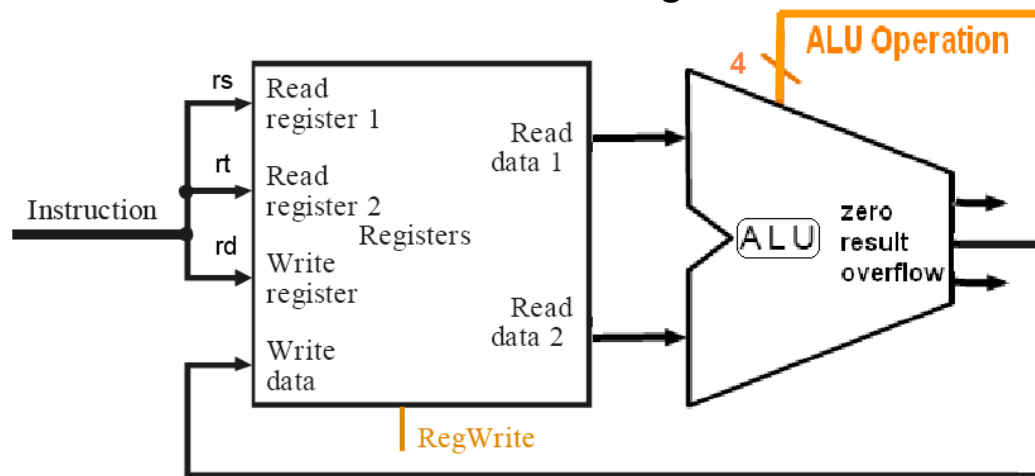 ALU Operation
4
rs
Read
register 1
Read
data 1
rt
Read
register 2
Instruction
Registers
rd
Write
register
ALU
zero
result
overflow
Read
data 2
Write
data
RegWrite